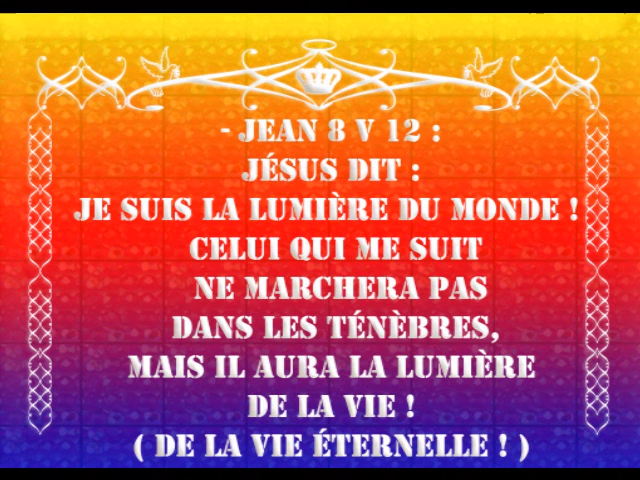 - JEAN 8 V 12 :
JÉSUS DIT :
JE SUIS LA LUMIÈRE DU MONDE !
CELUI QUI ME SUIT
NE MARCHERA PAS
DANS LES TÉNÈBRES,
MAIS IL AURA LA LUMIÈRE
DE LA VIE !
( DE LA VIE ÉTERNELLE ! )